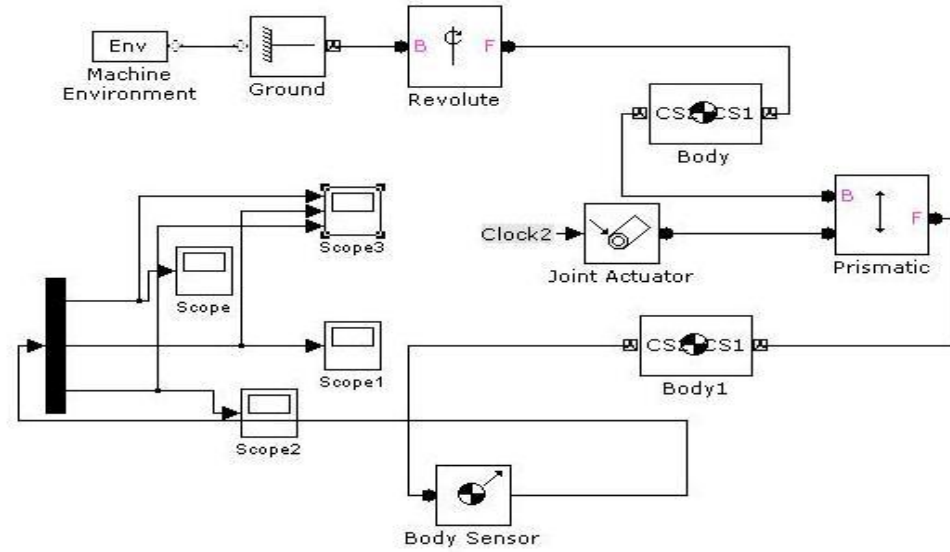 Env
Machine
Environment
Ground
B
F
Revolute
CS2
CS1
Body
B
F
Prismatic
Clock2
Joint Actuator
Scope3
Scope
Scope1
CS2
CS1
Body1
Scope2
Body Sensor